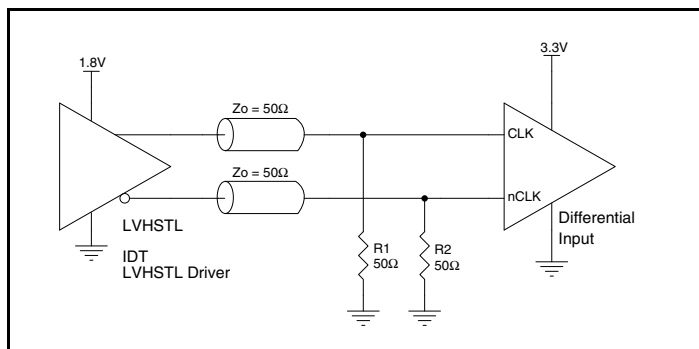 3.3V
1.8V
Zo = 50Ω
CLK
Zo = 50Ω
nCLK
LVHSTL
IDT
LVHSTL Driver
R1
50Ω
R2
50Ω
Differential
Input